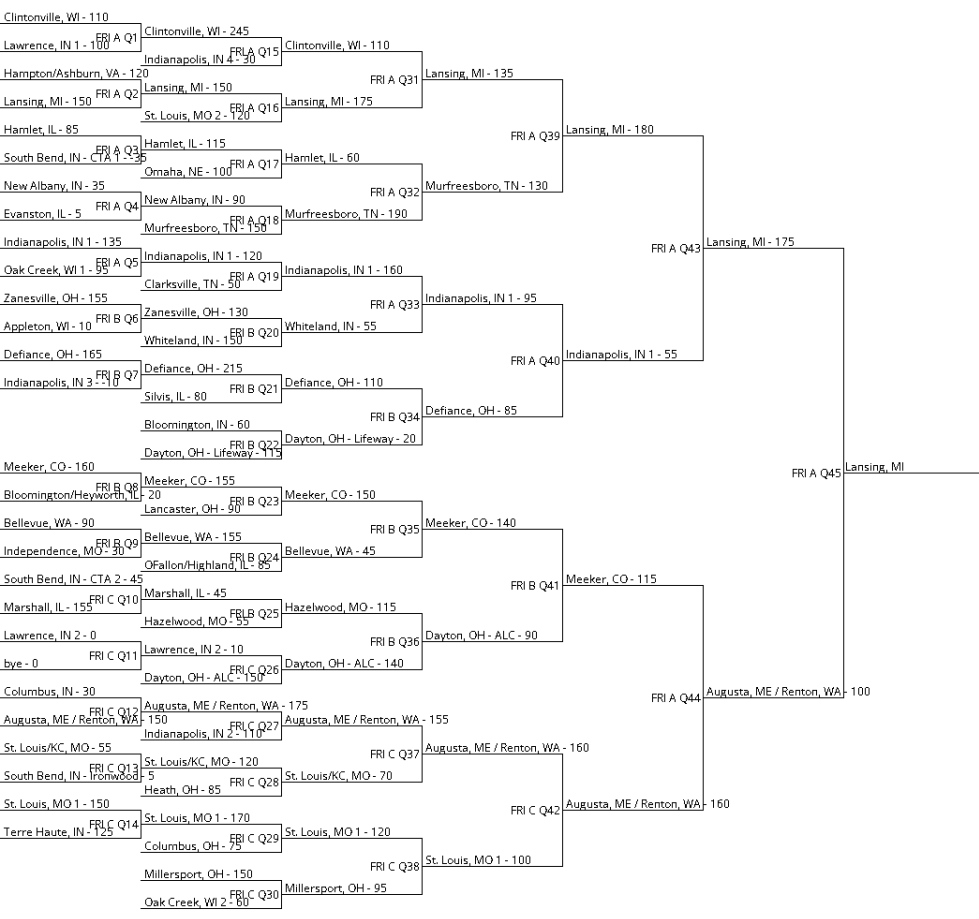 Clintonville, WI - 110
Clintonville, WI - 245
FRI A Q1
Lawrence, IN 1 - 100
Clintonville, WI - 110
FRI A Q15
Indianapolis, IN 4 - 30
Hampton/Ashburn, VA - 120
Lansing, MI - 135
FRI A Q31
Lansing, MI - 150
FRI A Q2
Lansing, MI - 150
Lansing, MI - 175
FRI A Q16
St. Louis, MO 2 - 120
Hamlet, IL - 85
Lansing, MI - 180
FRI A Q39
Hamlet, IL - 115
FRI A Q3
South Bend, IN - CTA 1 - -35
Hamlet, IL - 60
FRI A Q17
Omaha, NE - 100
New Albany, IN - 35
Murfreesboro, TN - 130
FRI A Q32
New Albany, IN - 90
FRI A Q4
Evanston, IL - 5
Murfreesboro, TN - 190
FRI A Q18
Murfreesboro, TN - 150
Indianapolis, IN 1 - 135
Lansing, MI - 175
FRI A Q43
Indianapolis, IN 1 - 120
FRI A Q5
Oak Creek, WI 1 - 95
Indianapolis, IN 1 - 160
FRI A Q19
Clarksville, TN - 50
Zanesville, OH - 155
Indianapolis, IN 1 - 95
FRI A Q33
Zanesville, OH - 130
FRI B Q6
Appleton, WI - 10
Whiteland, IN - 55
FRI B Q20
Whiteland, IN - 150
Defiance, OH - 165
Indianapolis, IN 1 - 55
FRI A Q40
Defiance, OH - 215
FRI B Q7
Indianapolis, IN 3 - -10
Defiance, OH - 110
FRI B Q21
Silvis, IL - 80
Defiance, OH - 85
FRI B Q34
Bloomington, IN - 60
Dayton, OH - Lifeway - 20
FRI B Q22
Dayton, OH - Lifeway - 115
Meeker, CO - 160
Lansing, MI
FRI A Q45
Meeker, CO - 155
FRI B Q8
Bloomington/Heyworth, IL - 20
Meeker, CO - 150
FRI B Q23
Lancaster, OH - 90
Bellevue, WA - 90
Meeker, CO - 140
FRI B Q35
Bellevue, WA - 155
FRI B Q9
Independence, MO - 30
Bellevue, WA - 45
FRI B Q24
OFallon/Highland, IL - 85
South Bend, IN - CTA 2 - 45
Meeker, CO - 115
FRI B Q41
Marshall, IL - 45
FRI C Q10
Marshall, IL - 155
Hazelwood, MO - 115
FRI B Q25
Hazelwood, MO - 55
Lawrence, IN 2 - 0
Dayton, OH - ALC - 90
FRI B Q36
Lawrence, IN 2 - 10
FRI C Q11
bye - 0
Dayton, OH - ALC - 140
FRI C Q26
Dayton, OH - ALC - 150
Columbus, IN - 30
Augusta, ME / Renton, WA - 100
FRI A Q44
Augusta, ME / Renton, WA - 175
FRI C Q12
Augusta, ME / Renton, WA - 150
Augusta, ME / Renton, WA - 155
FRI C Q27
Indianapolis, IN 2 - 110
St. Louis/KC, MO - 55
Augusta, ME / Renton, WA - 160
FRI C Q37
St. Louis/KC, MO - 120
FRI C Q13
South Bend, IN - Ironwood - 5
St. Louis/KC, MO - 70
FRI C Q28
Heath, OH - 85
St. Louis, MO 1 - 150
Augusta, ME / Renton, WA - 160
FRI C Q42
St. Louis, MO 1 - 170
FRI C Q14
Terre Haute, IN - 125
St. Louis, MO 1 - 120
FRI C Q29
Columbus, OH - 75
St. Louis, MO 1 - 100
FRI C Q38
Millersport, OH - 150
Millersport, OH - 95
FRI C Q30
Oak Creek, WI 2 - 60